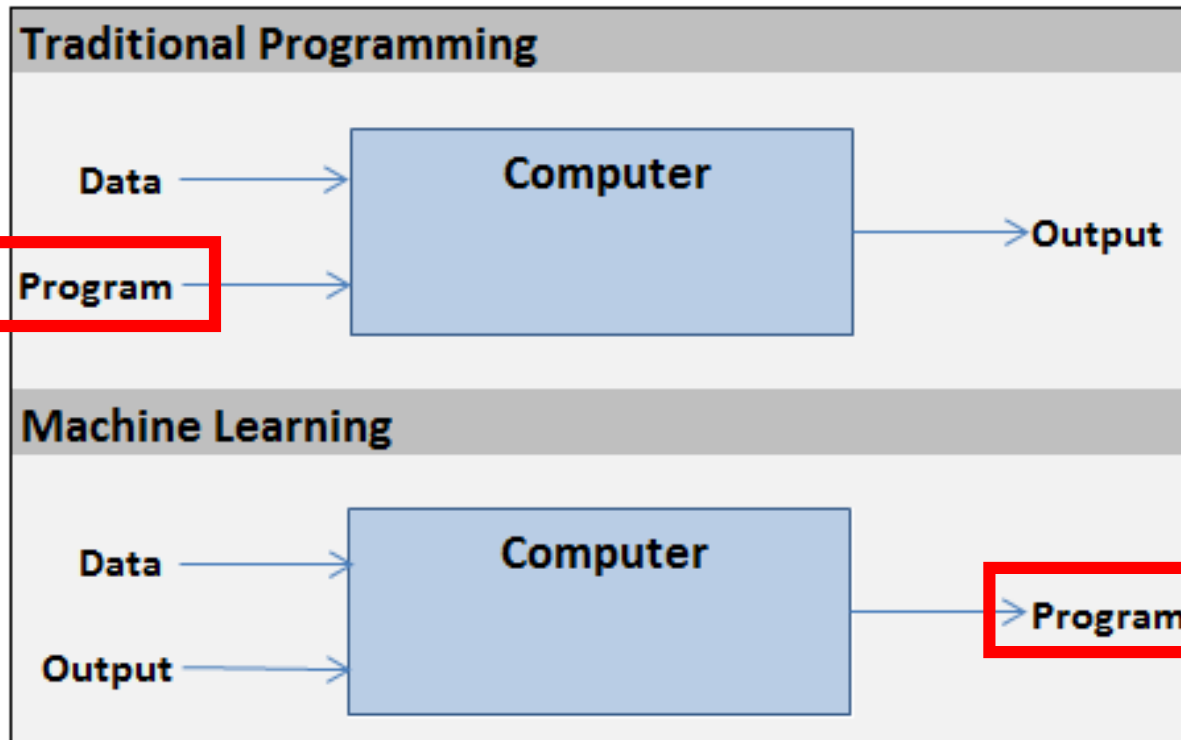 Traditional Programming
Data
Computer
Program
Output
Machine Learning
Data
Computer
Output
Program